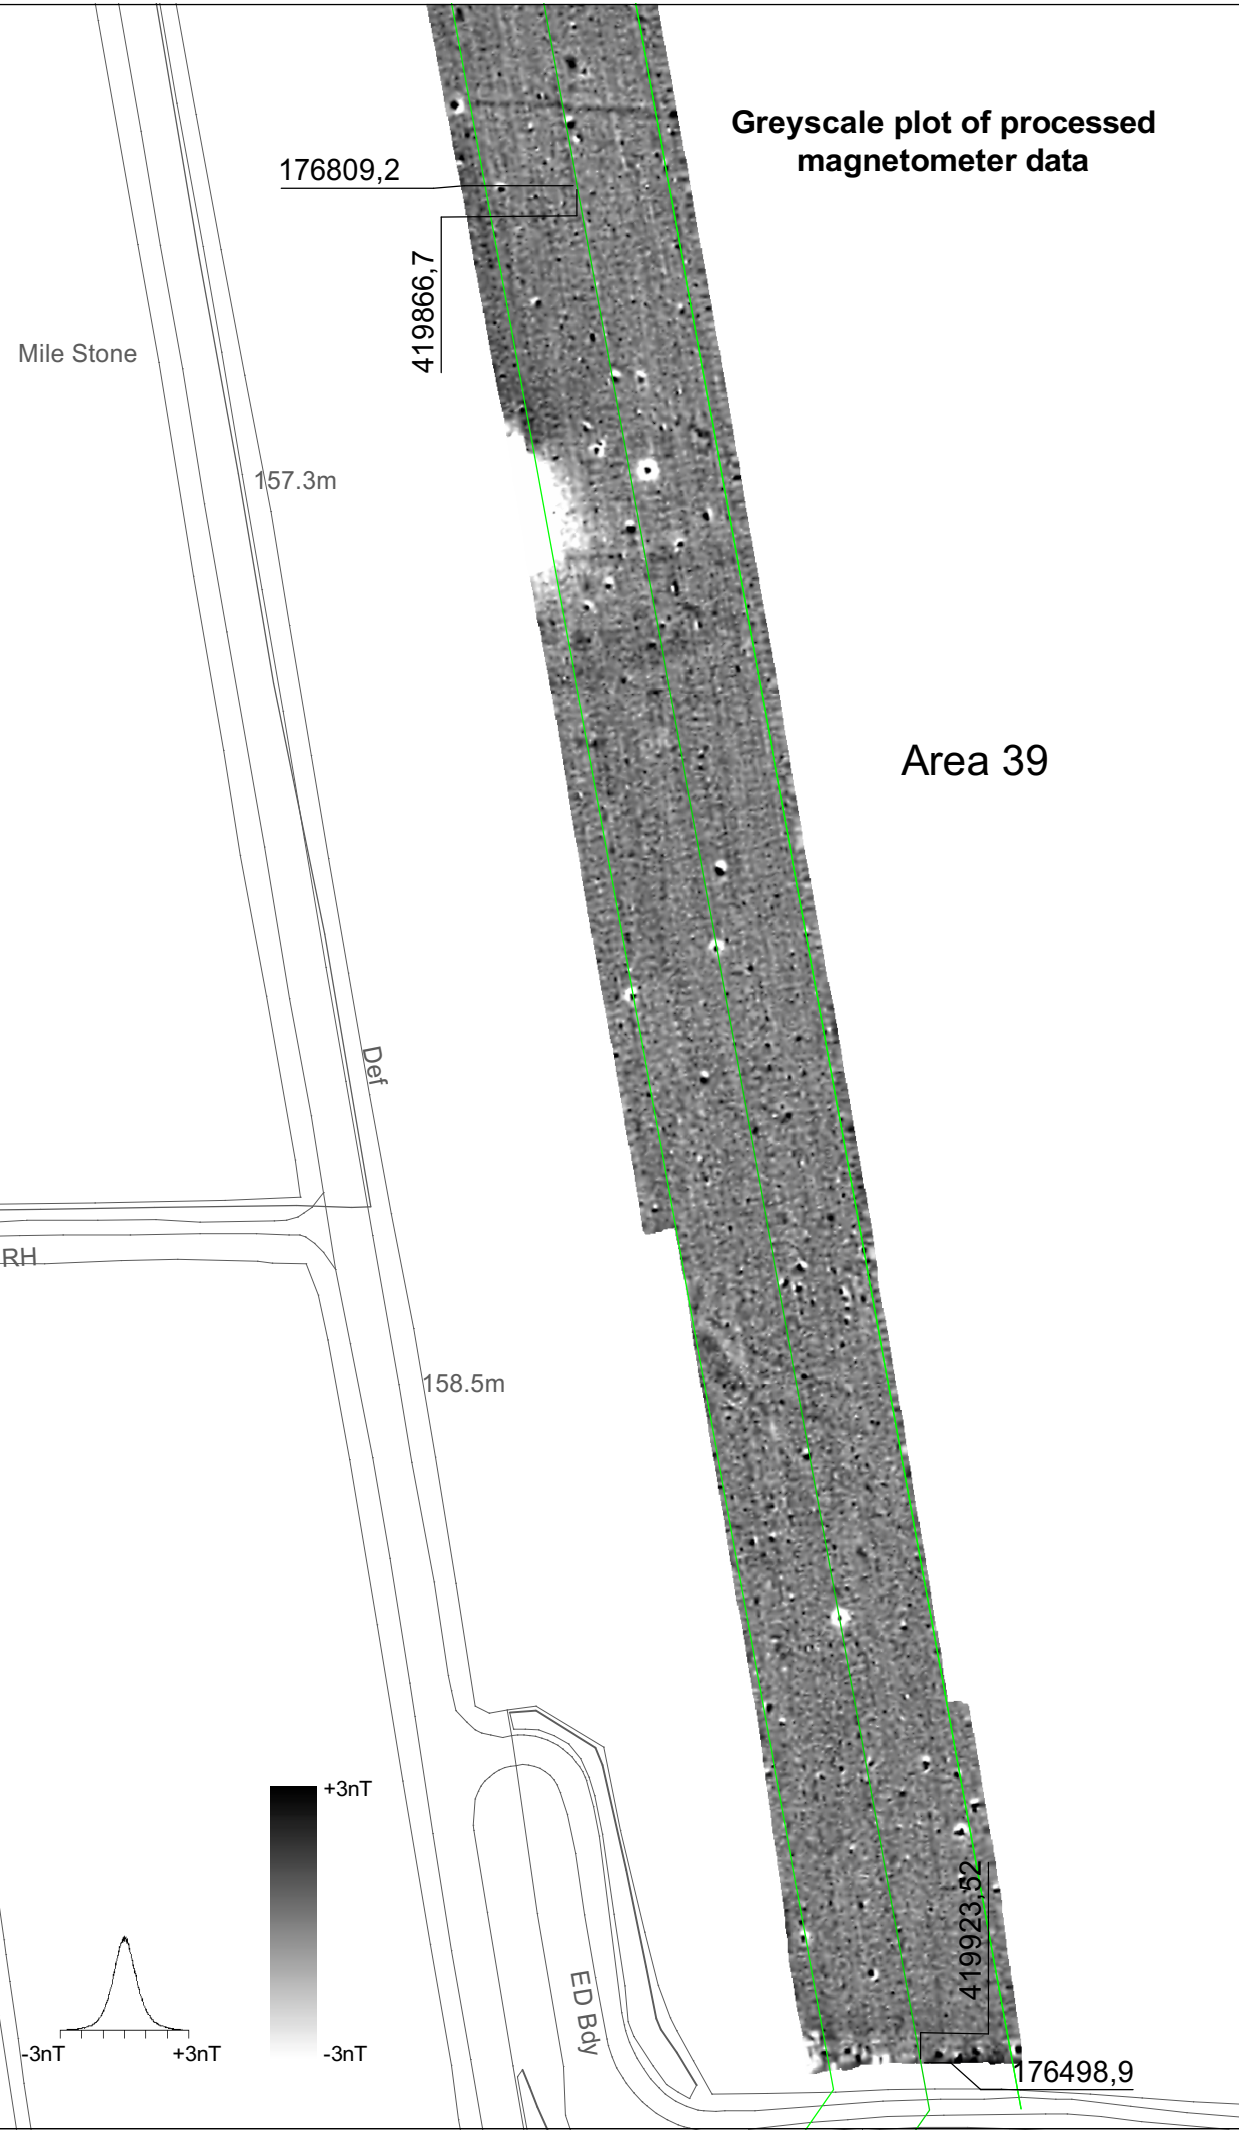 Greyscale plot of processed
magnetometer data
176809,2
419866,7
Mile Stone
157.3m
Area 39
Def
RH
158.5m
+3nT
-3nT
-3nT
+3nT
ED Bdy
419923,52
176498,9